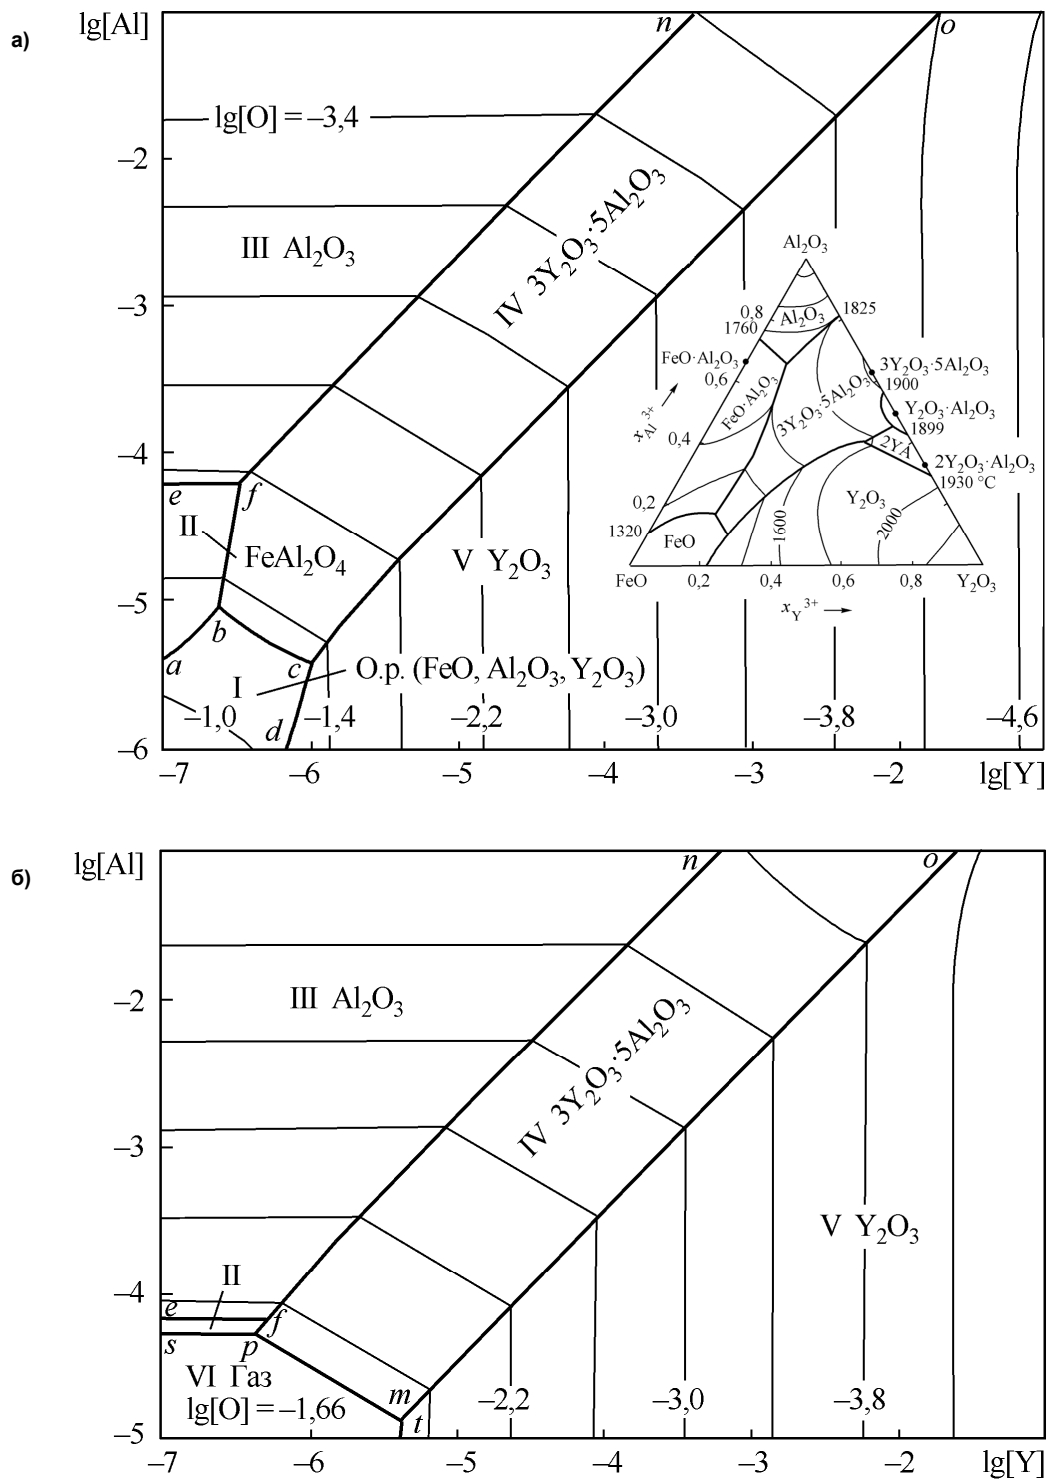 а)
lg[Al]
n
o
lg[O] = –3,4
–2
III Al₂O₃
IV 3Y₂O₃·5Al₂O₃
–3
Al₂O₃
0,8
1760
Al₂O₃
1825
FeO·Al₂O₃
0,6
FeO·Al₂O₃
3Y₂O₃·5Al₂O₃
3Y₂O₃·5Al₂O₃
1900
Y₂O₃·Al₂O₃
1899
x Al³⁺
0,4
2YÀ
2Y₂O₃·Al₂O₃
1930 °C
0,2
Y₂O₃
1600
2000
1320
FeO
FeO
0,2
0,4
0,6
0,8
Y₂O₃
x Y³⁺
–4
e
f
II
FeAl₂O₄
V Y₂O₃
–5
b
a
c
I
O.p. (FeO, Al₂O₃, Y₂O₃)
–1,0
d
–1,4
–2,2
–3,0
–3,8
–4,6
–6
–7
–6
–5
–4
–3
–2
lg[Y]
б)
lg[Al]
n
o
–2
III Al₂O₃
IV 3Y₂O₃·5Al₂O₃
–3
V Y₂O₃
–4
II
e
f
s
p
VI Газ
lg[O] = –1,66
m
t
–2,2
–3,0
–3,8
–5
–7
–6
–5
–4
–3
–2
lg[Y]